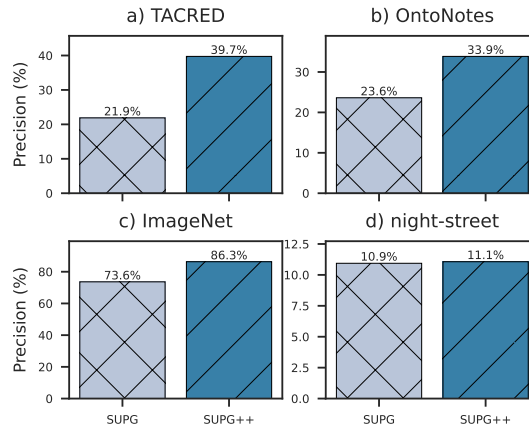 a) TACRED
b) OntoNotes
Precision (%)
40
30
20
10
0
21.9%
39.7%
30
20
10
0
23.6%
33.9%
c) ImageNet
d) night-street
Precision (%)
80
60
40
20
0
73.6%
86.3%
SUPG
SUPG++
12.5
10.0
7.5
5.0
2.5
0.0
10.9%
11.1%
SUPG
SUPG++